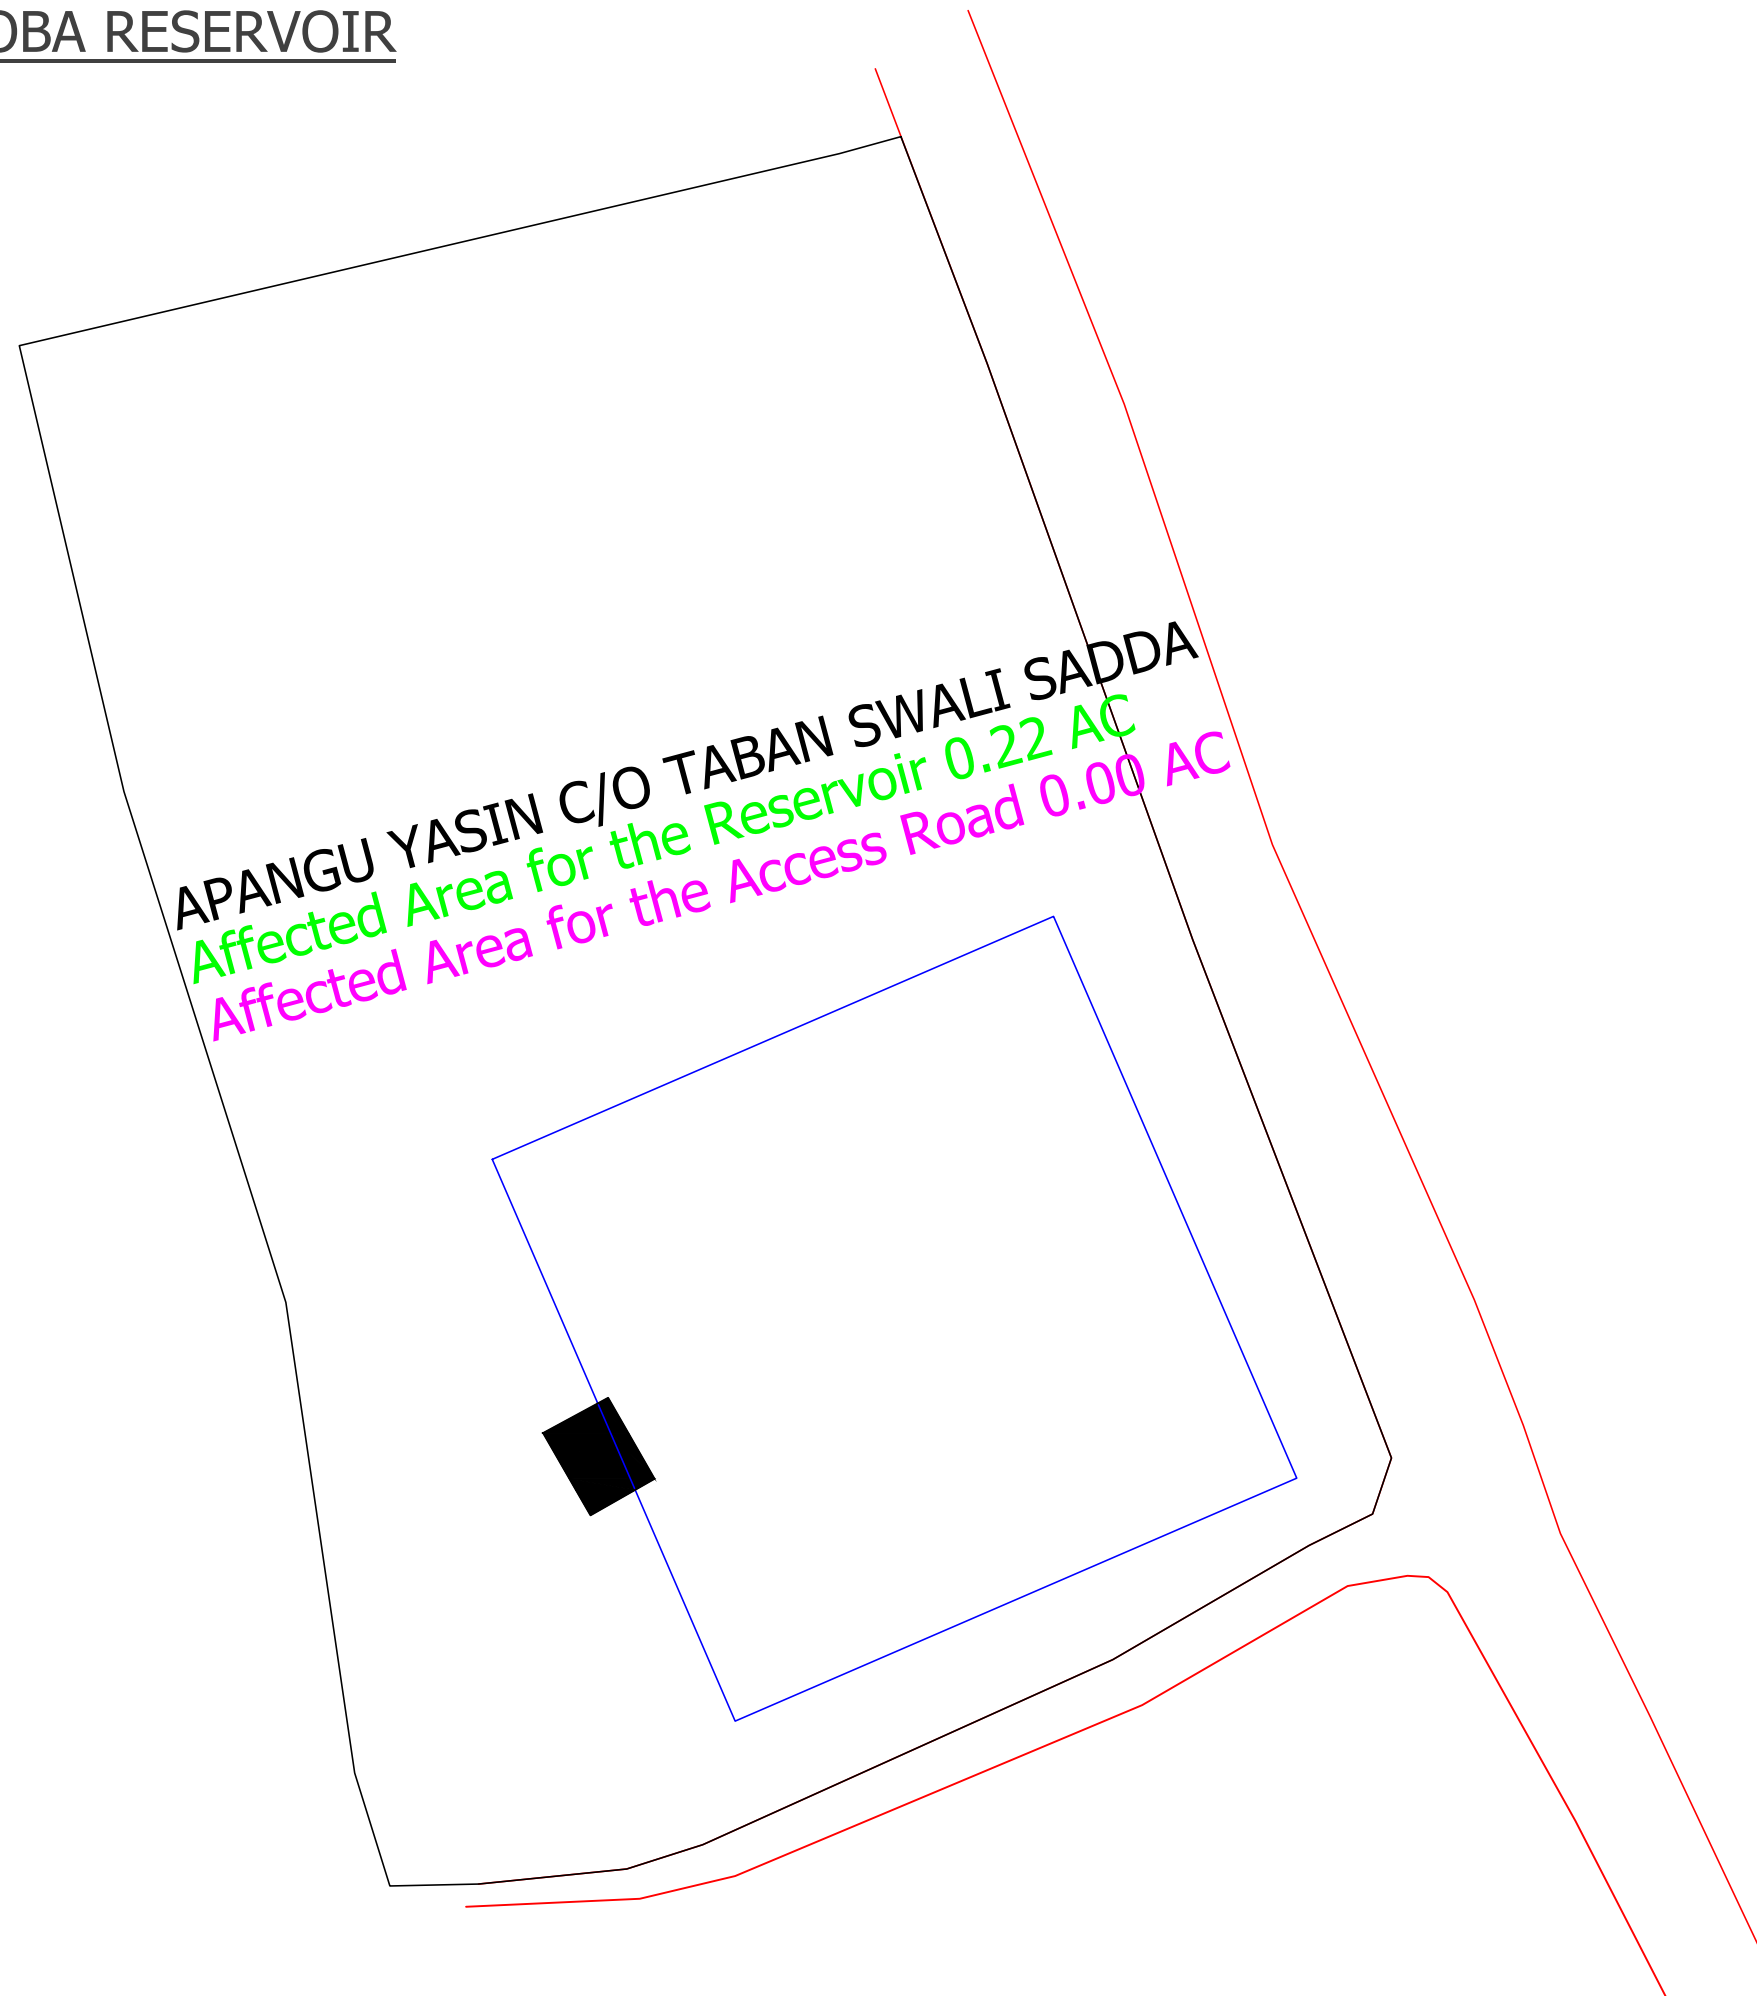 OBA RESERVOIR
APANGU YASIN C/O TABAN SWALI SADDA
Affected Area for the Reservoir 0.22 AC
Affected Area for the Access Road 0.00 AC